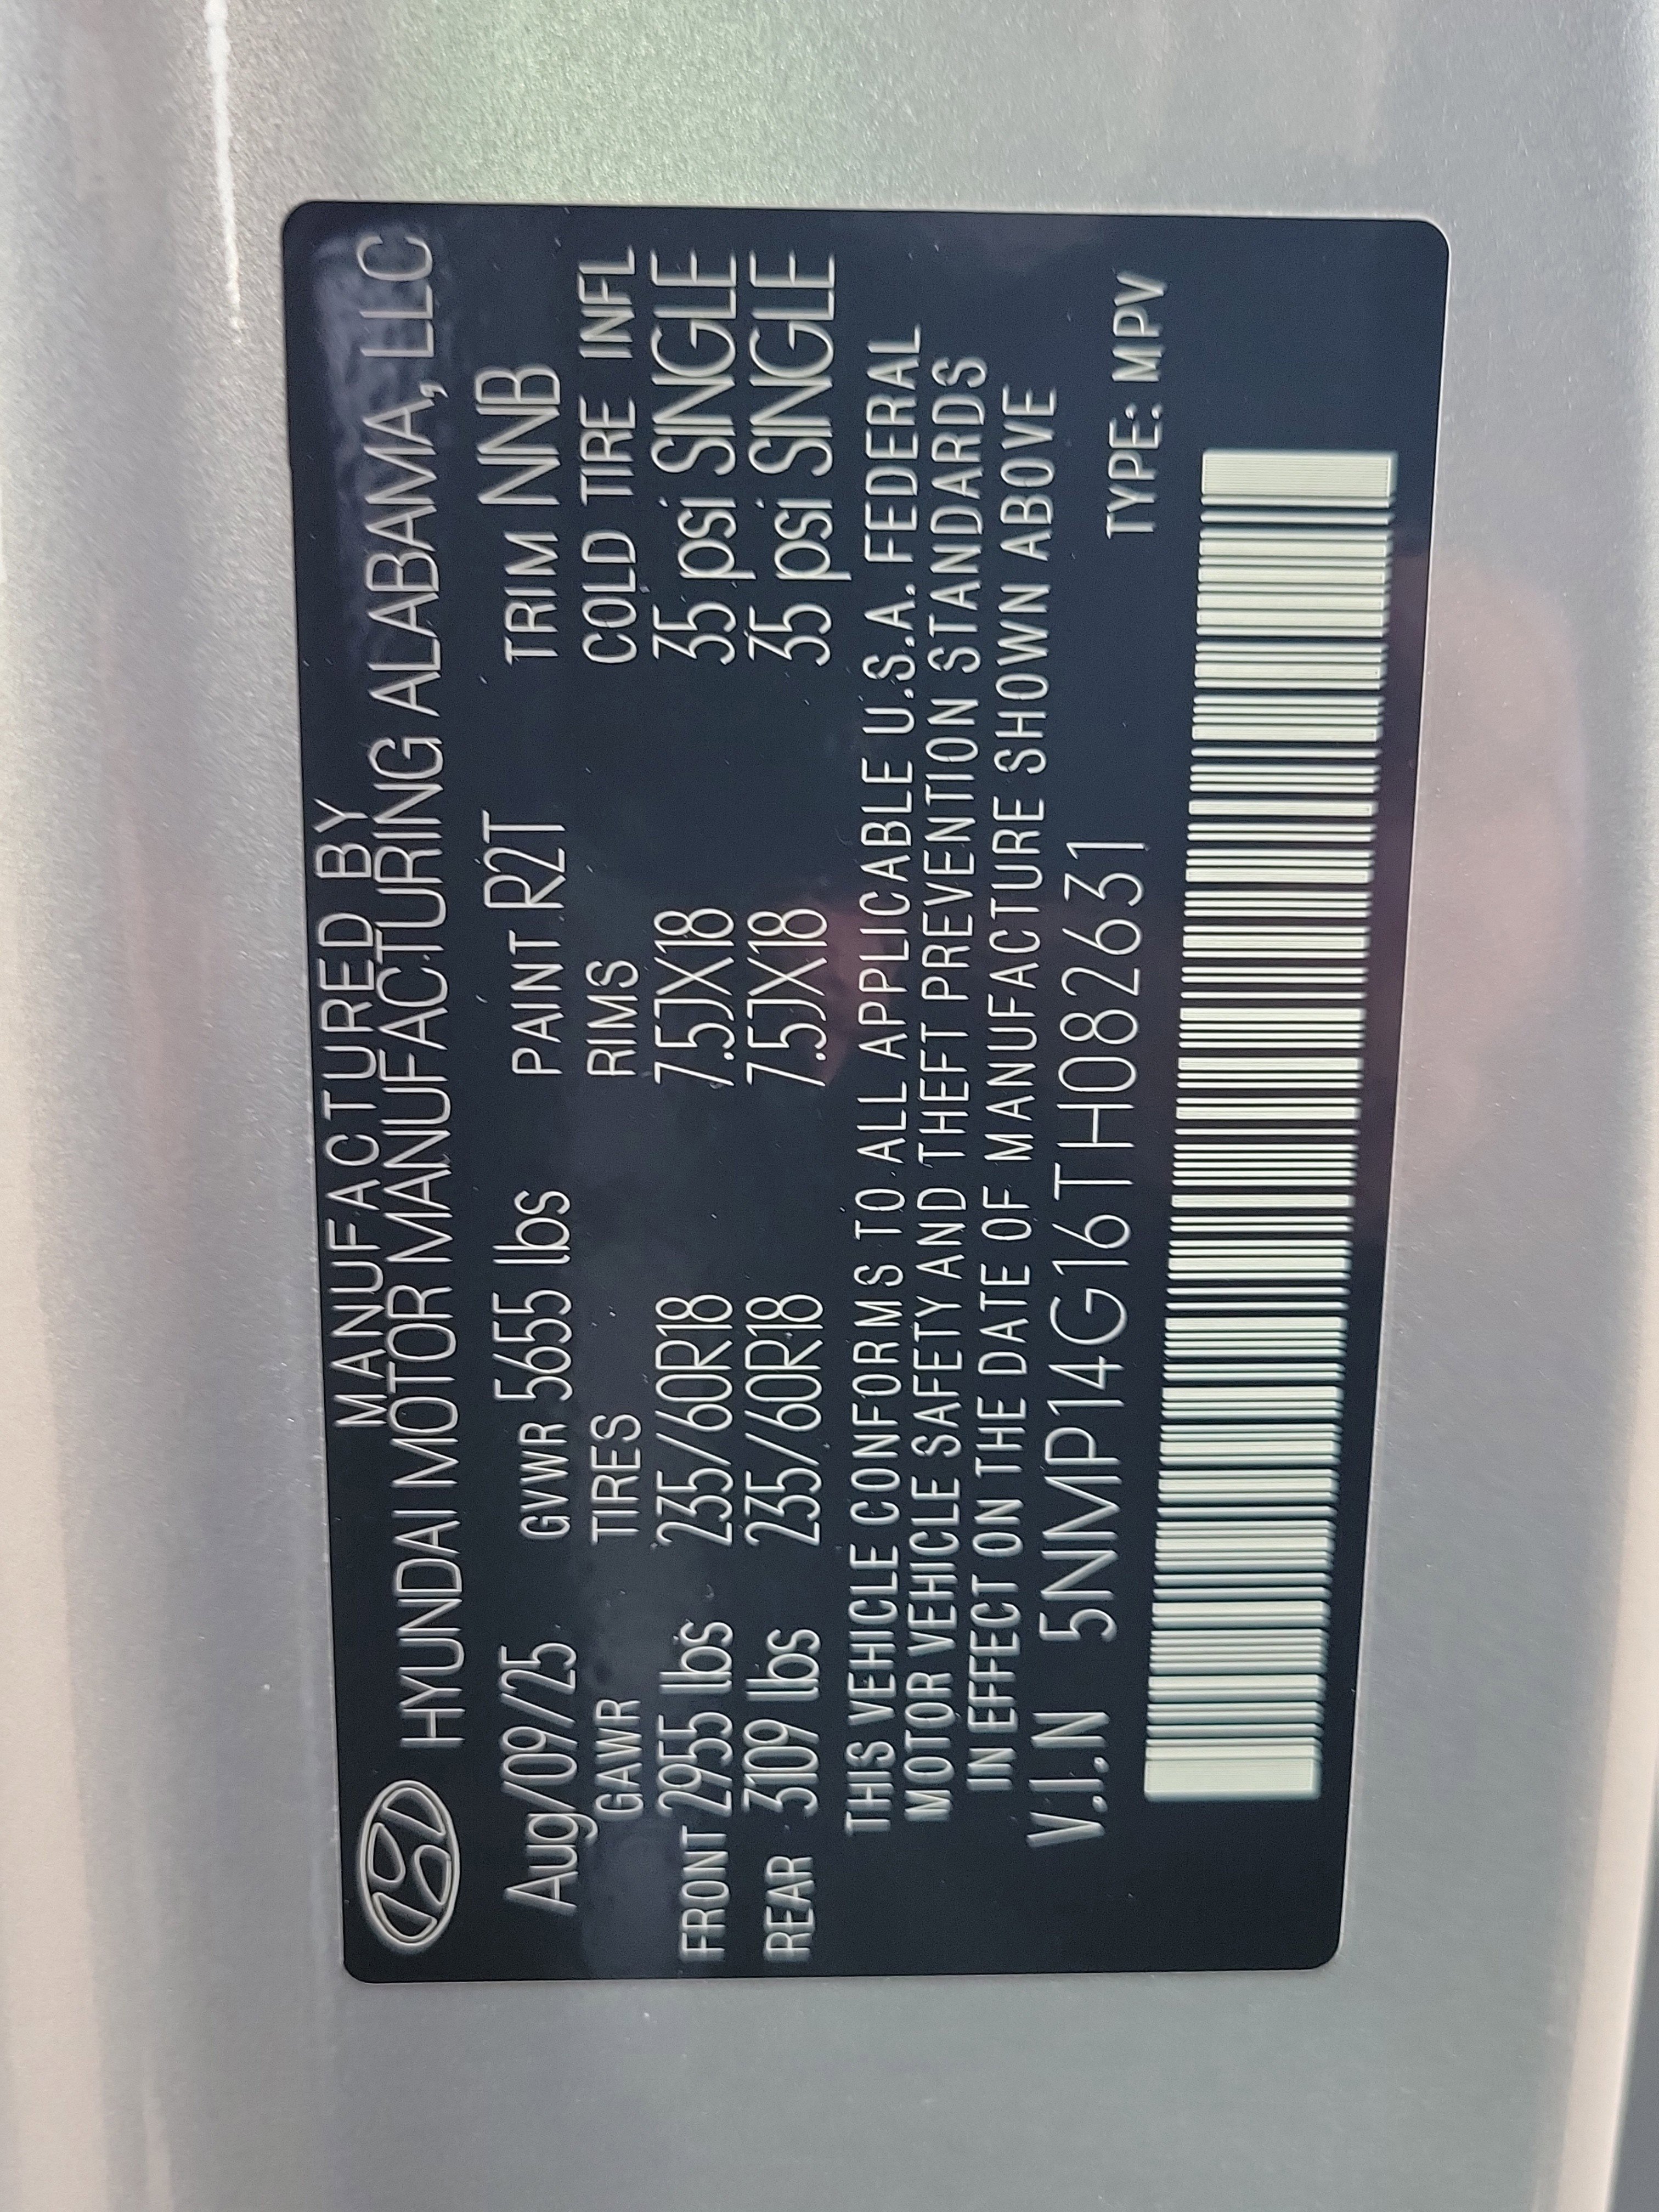 MANUFACTURED BY
HYUNDAI MOTOR MANUFACTURING ALABAMA, LLC
Aug/09/25 GVWR 5655 lbs PAINT R2T TRIM NNB
GAWR TIRES RIMS COLD TIRE INFL
FRONT 2955 lbs 235/60R18 7.5JX18 35 psi SINGLE
REAR 3109 lbs 235/60R18 7.5JX18 35 psi SINGLE
THIS VEHICLE CONFORMS TO ALL APPLICABLE U.S.A. FEDERAL
MOTOR VEHICLE SAFETY AND THEFT PREVENTION STANDARDS
IN EFFECT ON THE DATE OF MANUFACTURE SHOWN ABOVE
V.I.N 5NMP14G16TH082631 TYPE: MPV